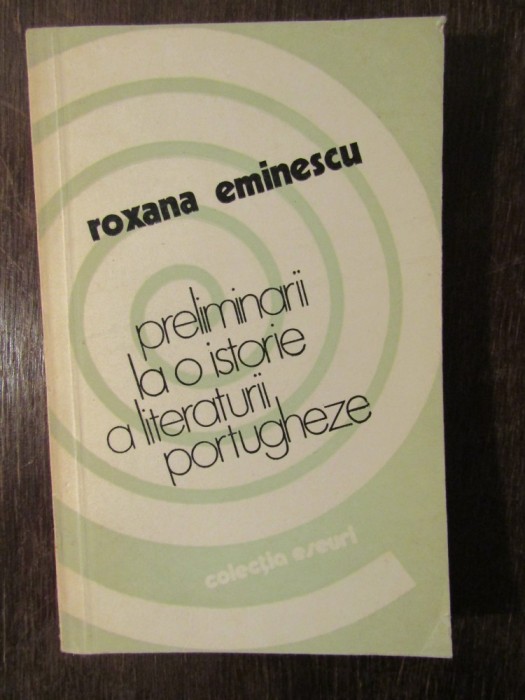 roxana eminescu
preliminarii
la o istorie
a literaturii
portugheze
colecția eseuri